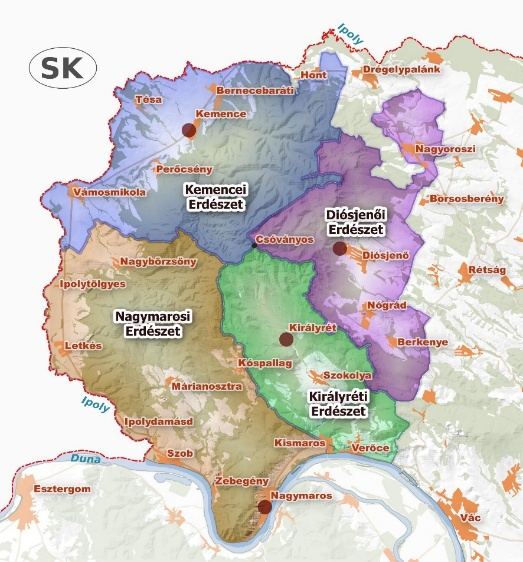 Ipoly
SK
Hont
Drégelypalánk
Bernecebaráti
Tésa
Kemence
Nagyoroszi
Perőcsény
Vámosmikola
Kemencei
Erdészet
Borsosberény
Diósjenői
Erdészet
Csóványos
Diósjenő
Nagybörzsöny
Rétság
Ipolytölgyes
Nógrád
Nagymarosi
Erdészet
Királyrét
Letkés
Berkenye
Kóspallag
Szokolya
Márianosztra
Királyréti
Erdészet
Ipoly
Ipolydamásd
Kismaros
Verőce
Szob
Duna
Zebegény
Esztergom
Nagymaros
Vác